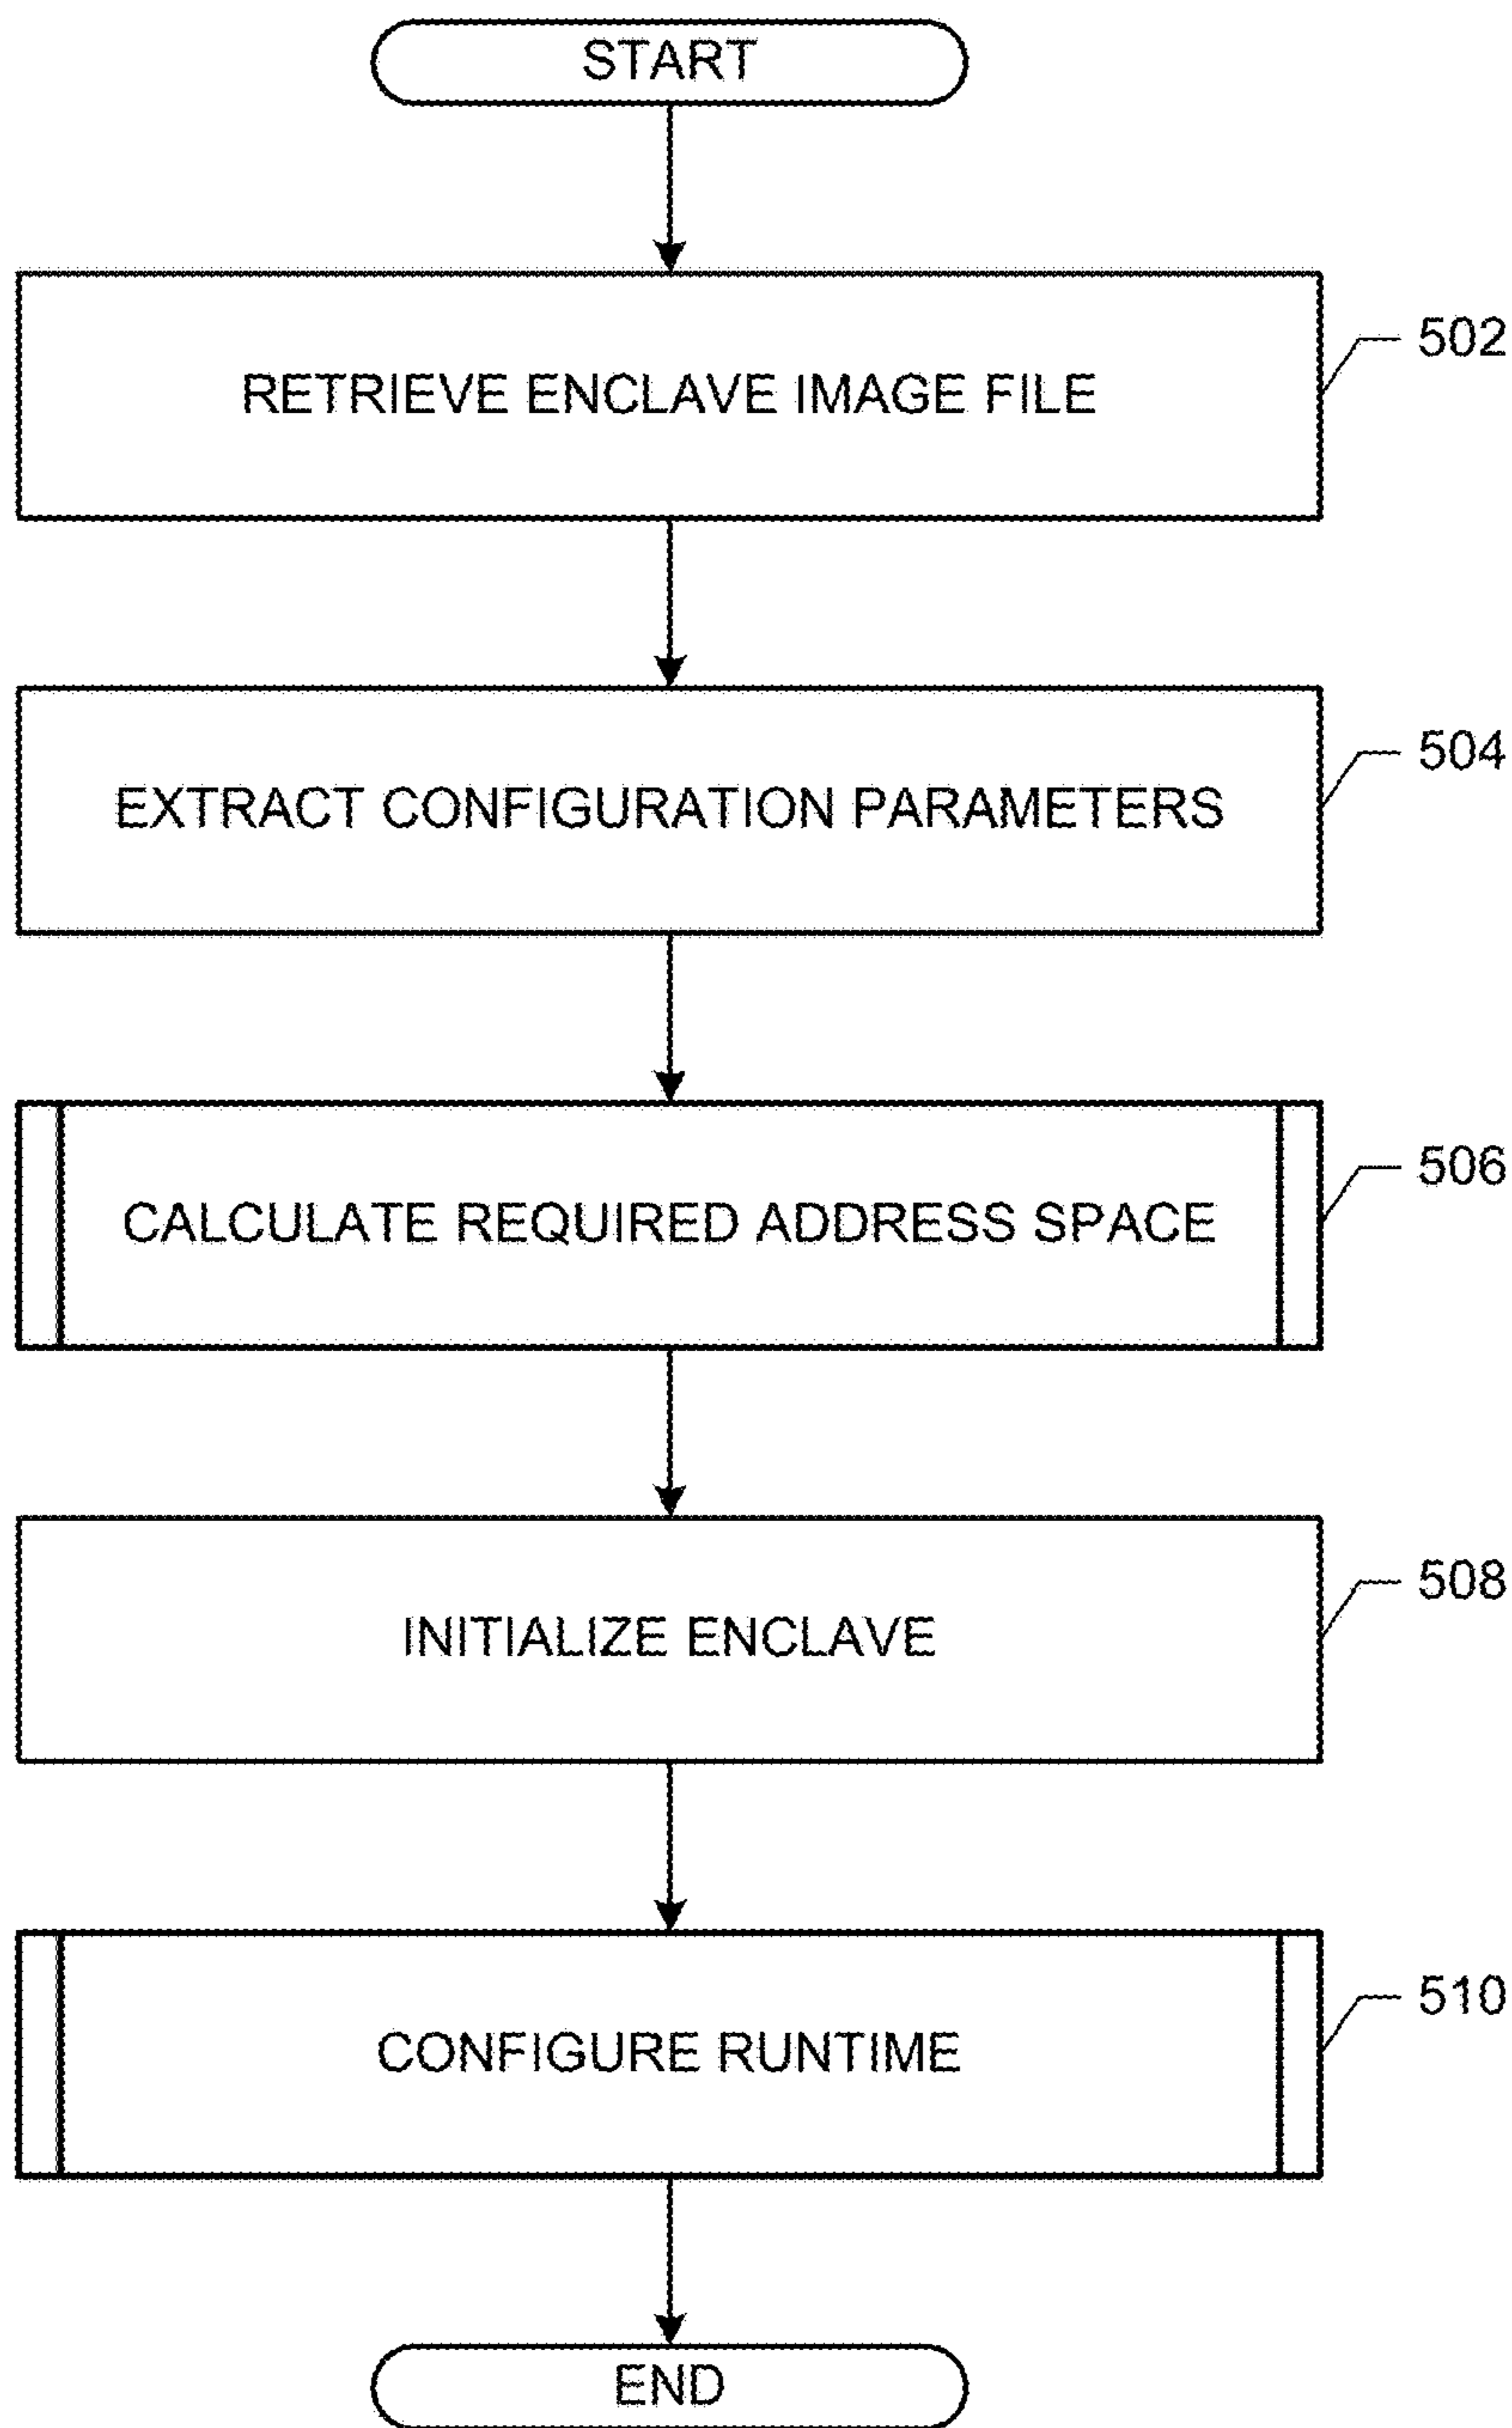 START
RETRIEVE ENCLAVE IMAGE FILE
502
EXTRACT CONFIGURATION PARAMETERS
504
CALCULATE REQUIRED ADDRESS SPACE
506
INITIALIZE ENCLAVE
508
CONFIGURE RUNTIME
510
END